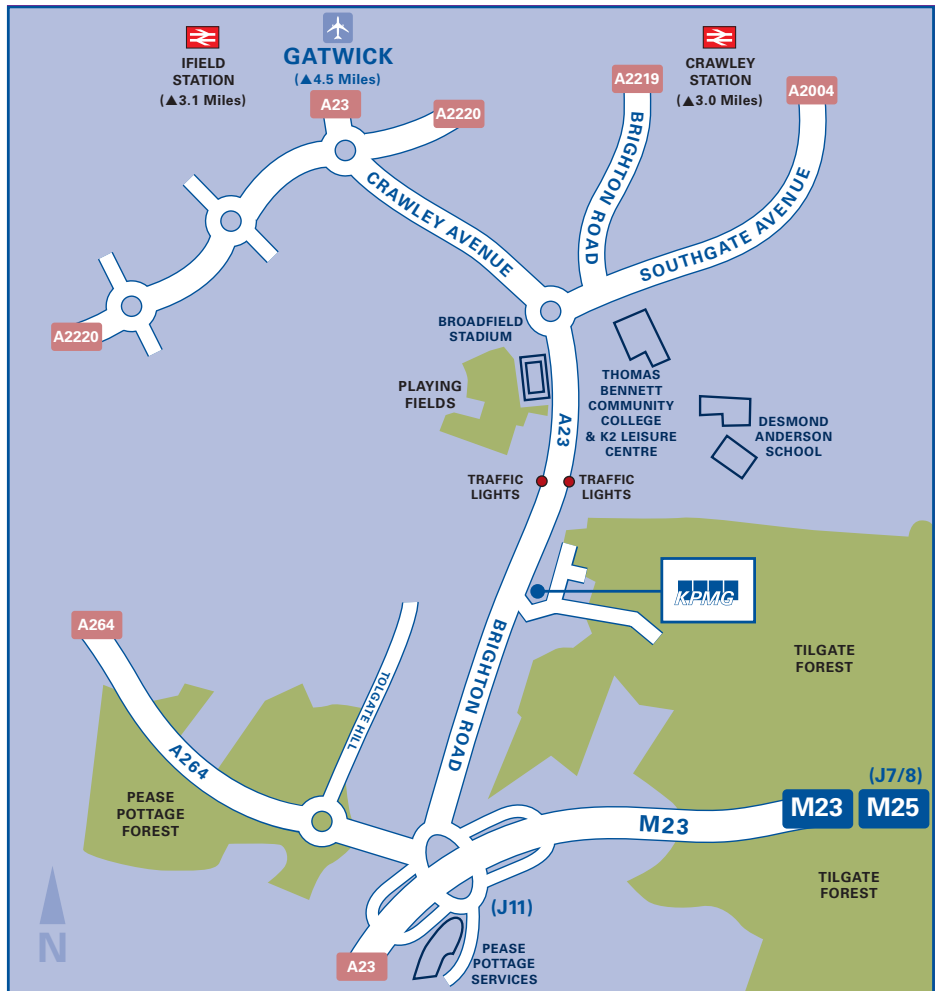 IFIELD
STATION
(▲3.1 Miles)
GATWICK
(▲4.5 Miles)
CRAWLEY
STATION
(▲3.0 Miles)
A23
A2220
A2219
A2004
BRIGHTON ROAD
CRAWLEY AVENUE
SOUTHGATE AVENUE
A2220
BROADFIELD
STADIUM
PLAYING
FIELDS
THOMAS
BENNETT
COMMUNITY
COLLEGE
& K2 LEISURE
CENTRE
DESMOND
ANDERSON
SCHOOL
A23
TRAFFIC
LIGHTS
TRAFFIC
LIGHTS
KPMG
A264
TILGATE
FOREST
BRIGHTON ROAD
TOLGATE HILL
A264
PEASE
POTTAGE
FOREST
(J7/8)
M23
M25
M23
TILGATE
FOREST
(J11)
PEASE
POTTAGE
SERVICES
A23
N